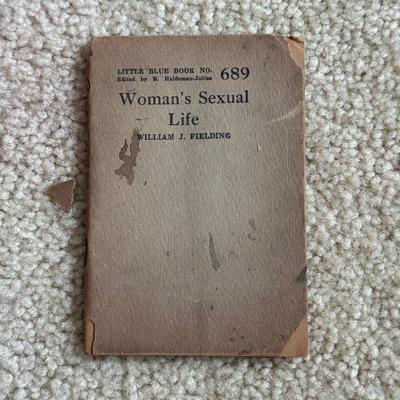 LITTLE BLUE BOOK NO. 689
Edited by E. Haldeman-Julius
Woman's Sexual
Life
WILLIAM J. FIELDING